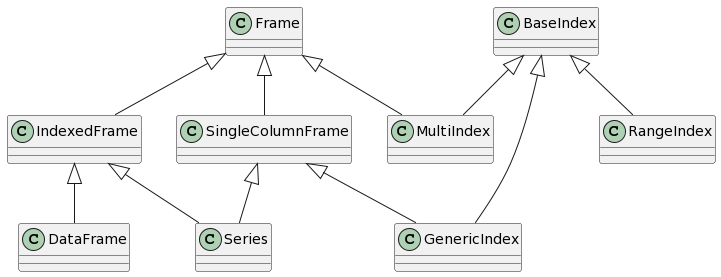 C Frame
C BaseIndex
C IndexedFrame
C SingleColumnFrame
C MultiIndex
C RangeIndex
C DataFrame
C Series
C GenericIndex